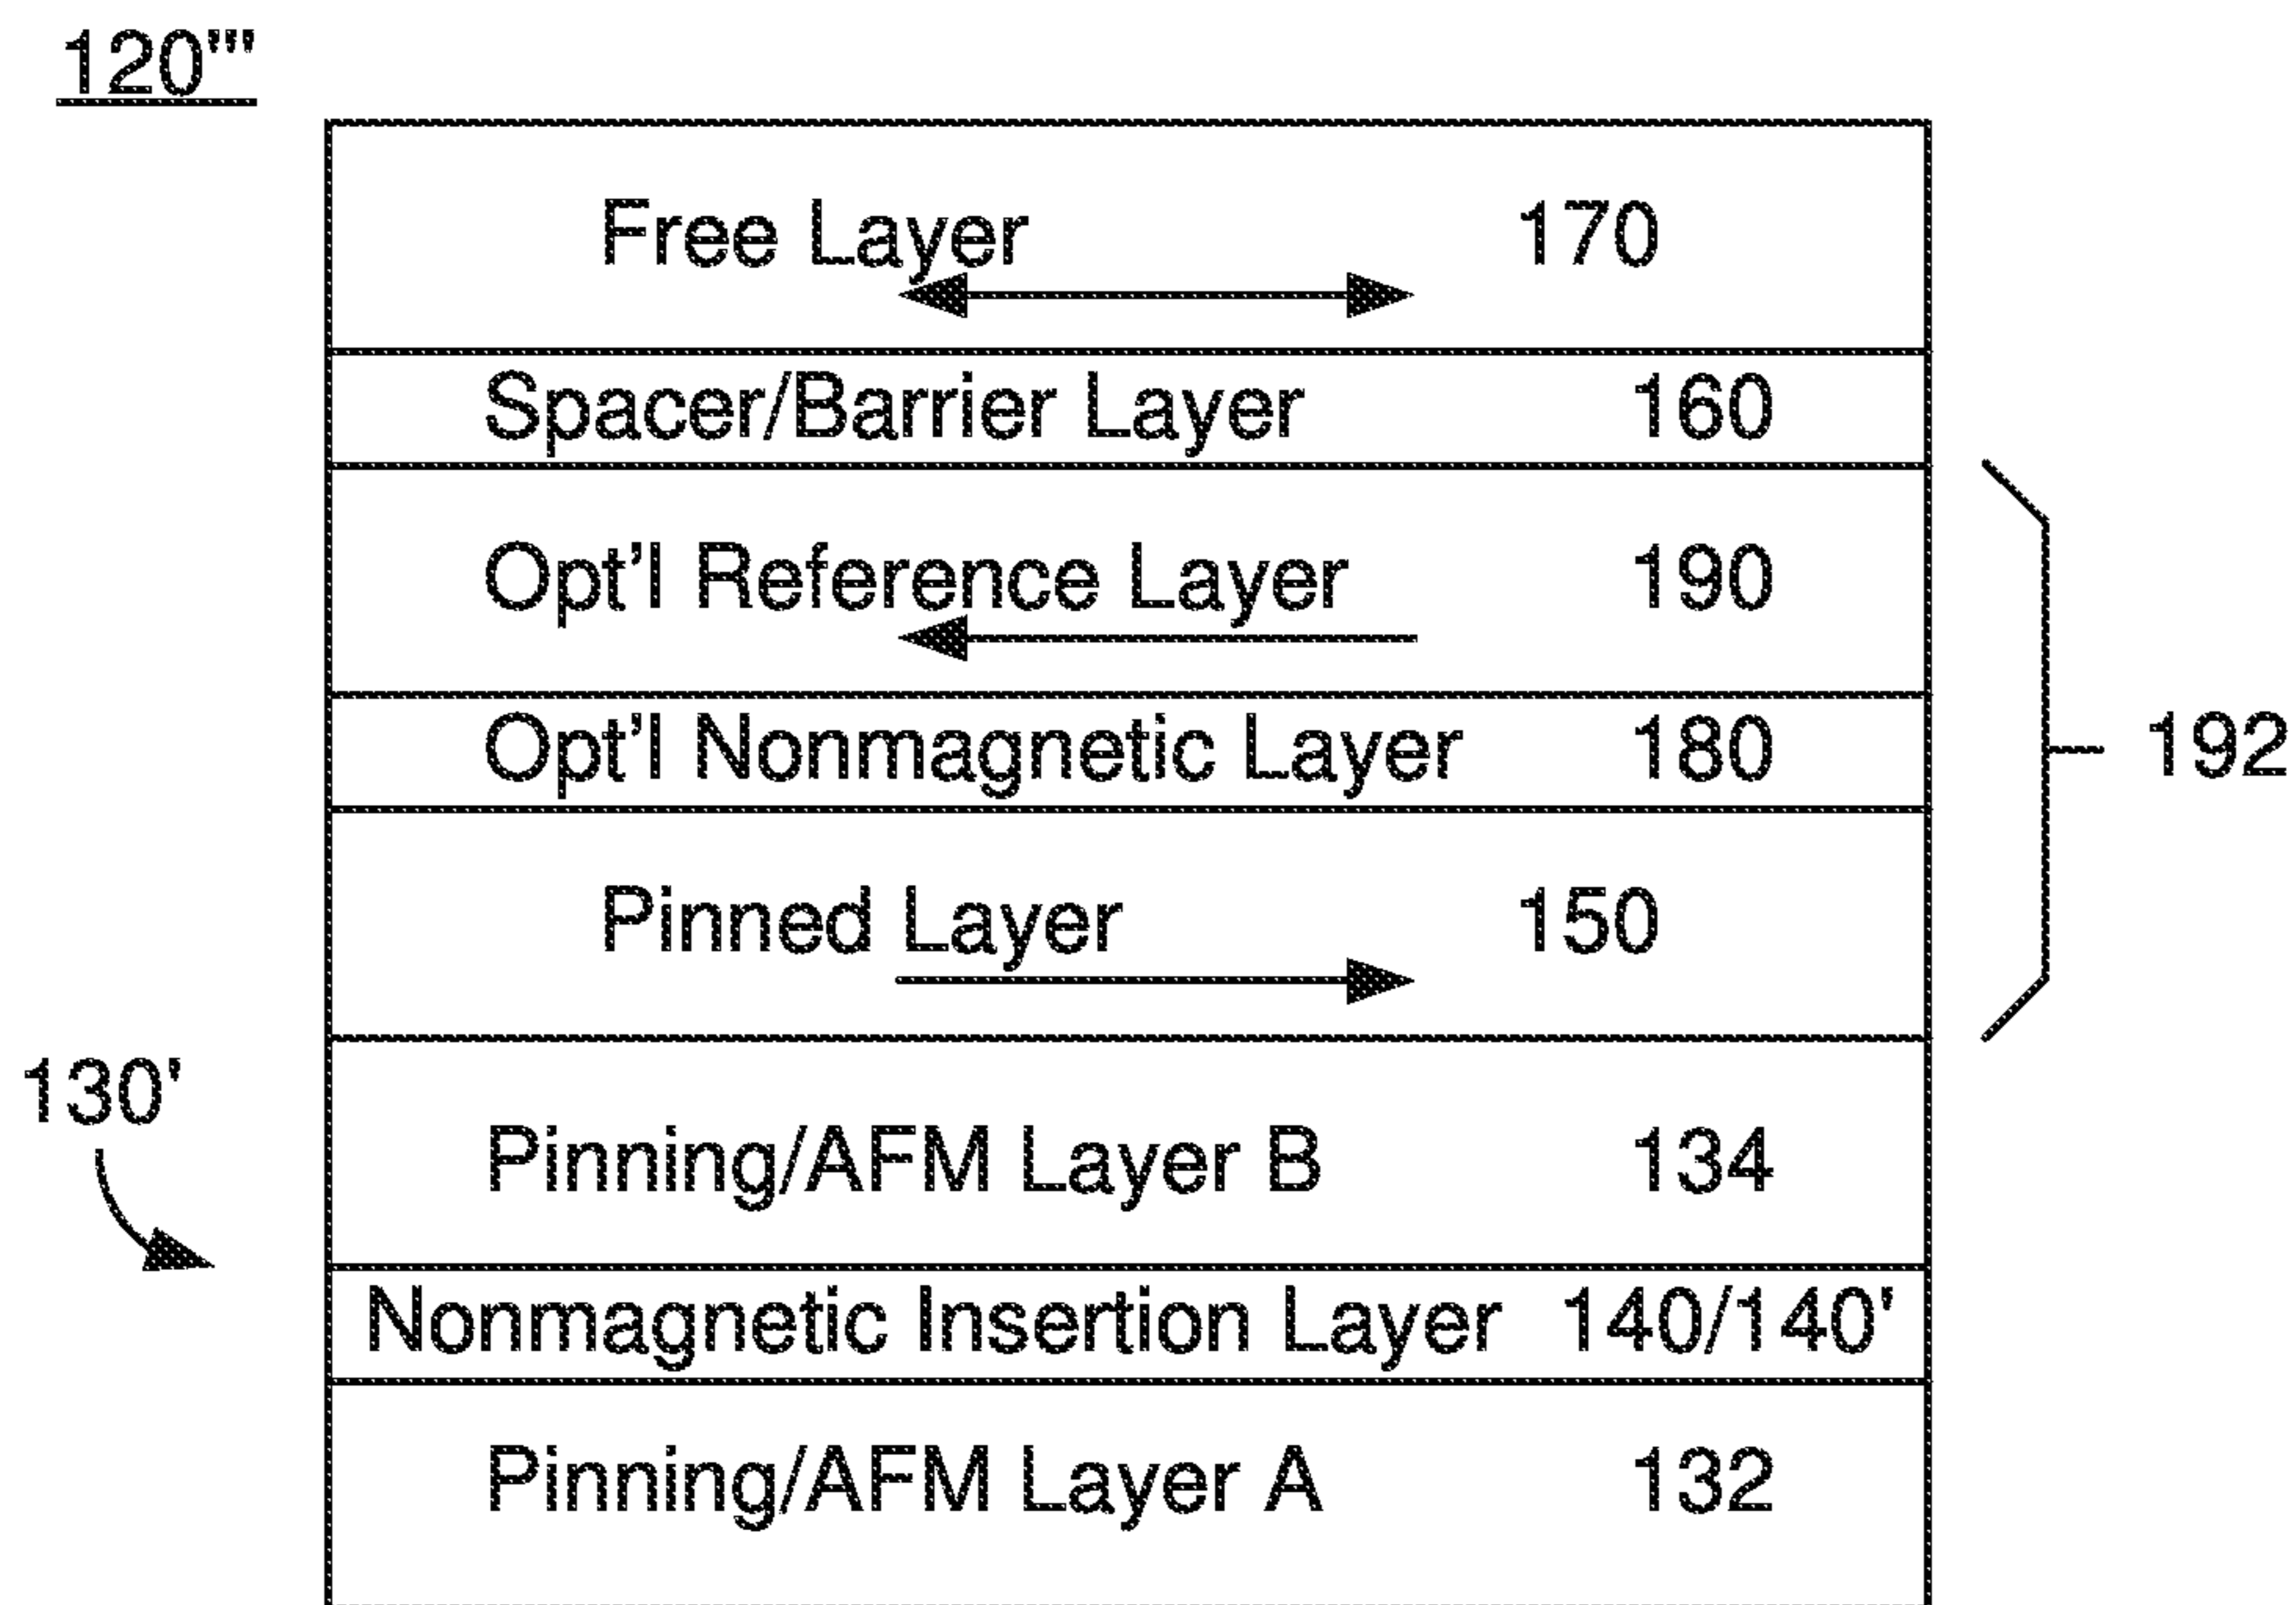 120'''
Free Layer 170
Spacer/Barrier Layer 160
Opt'l Reference Layer 190
Opt'l Nonmagnetic Layer 180
192
Pinned Layer 150
130'
Pinning/AFM Layer B 134
Nonmagnetic Insertion Layer 140/140'
Pinning/AFM Layer A 132